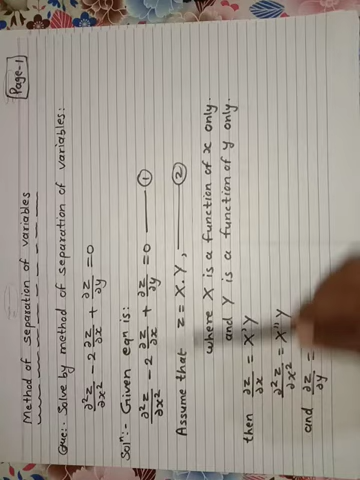 Page-1
Method of separation of variables
Que:- Solve by method of separation of variables:
∂²z/∂x² - 2 ∂z/∂x + ∂z/∂y = 0
Solⁿ:- Given eqⁿ is:
∂²z/∂x² - 2 ∂z/∂x + ∂z/∂y = 0 —— ①
Assume that z = X.Y, —— ②
where X is a function of x only
and Y is a function of y only.
then ∂z/∂x = X'Y
∂²z/∂x² = X''Y
and ∂z/∂y =